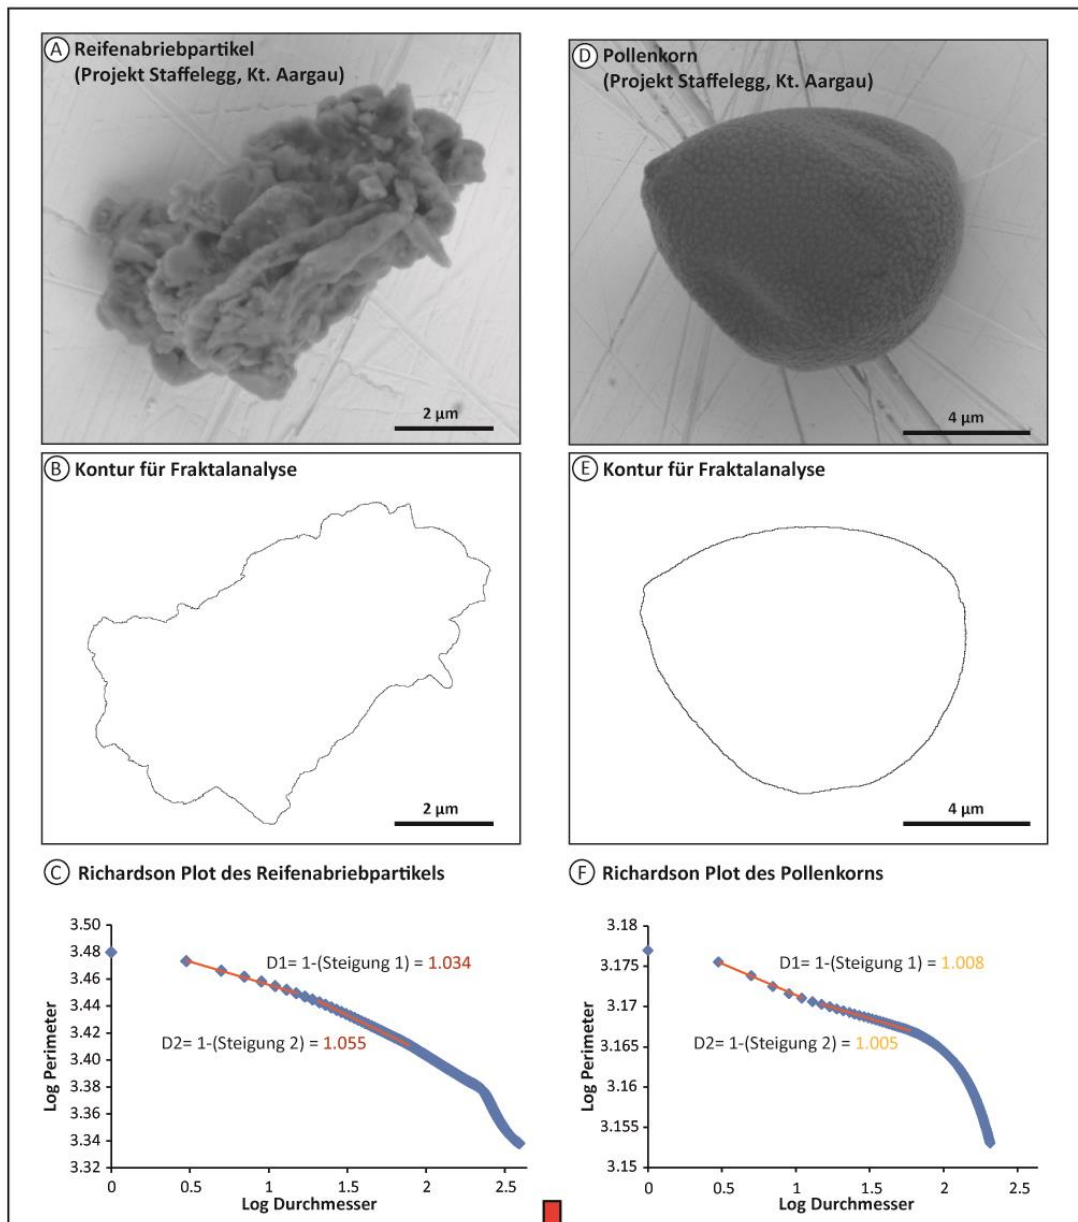 A Reifenabriebpartikel
(Projekt Staffelegg, Kt. Aargau)
2 µm
D Pollenkorn
(Projekt Staffelegg, Kt. Aargau)
4 µm
B Kontur für Fraktalanalyse
2 µm
E Kontur für Fraktalanalyse
4 µm
C Richardson Plot des Reifenabriebpartikels
Log Perimeter
3.50
3.48
3.46
3.44
3.42
3.40
3.38
3.36
3.34
3.32
D1= 1-(Steigung 1) = 1.034
D2= 1-(Steigung 2) = 1.055
0 0.5 1 1.5 2 2.5
Log Durchmesser
F Richardson Plot des Pollenkorns
Log Perimeter
3.18
3.175
3.17
3.165
3.16
3.155
3.15
D1= 1-(Steigung 1) = 1.008
D2= 1-(Steigung 2) = 1.005
0 0.5 1 1.5 2 2.5
Log Durchmesser